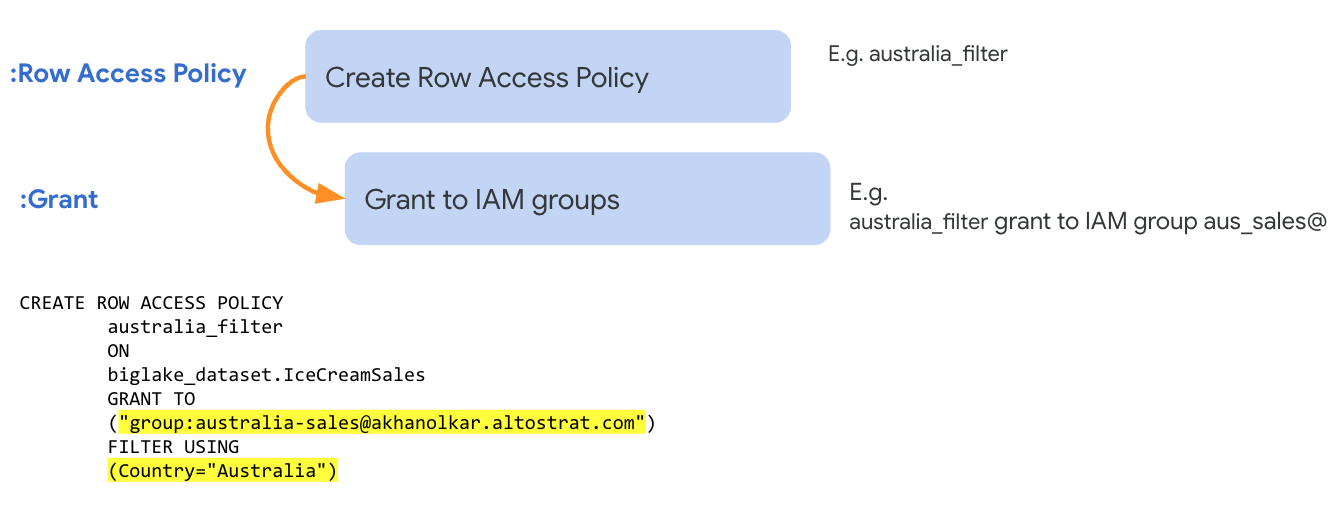 :Row Access Policy
Create Row Access Policy
E.g. australia_filter
:Grant
Grant to IAM groups
E.g.
australia_filter grant to IAM group aus_sales@
CREATE ROW ACCESS POLICY
australia_filter
ON
biglake_dataset.IceCreamSales
GRANT TO
("group:australia-sales@akhanolkar.altostrat.com")
FILTER USING
(Country="Australia")